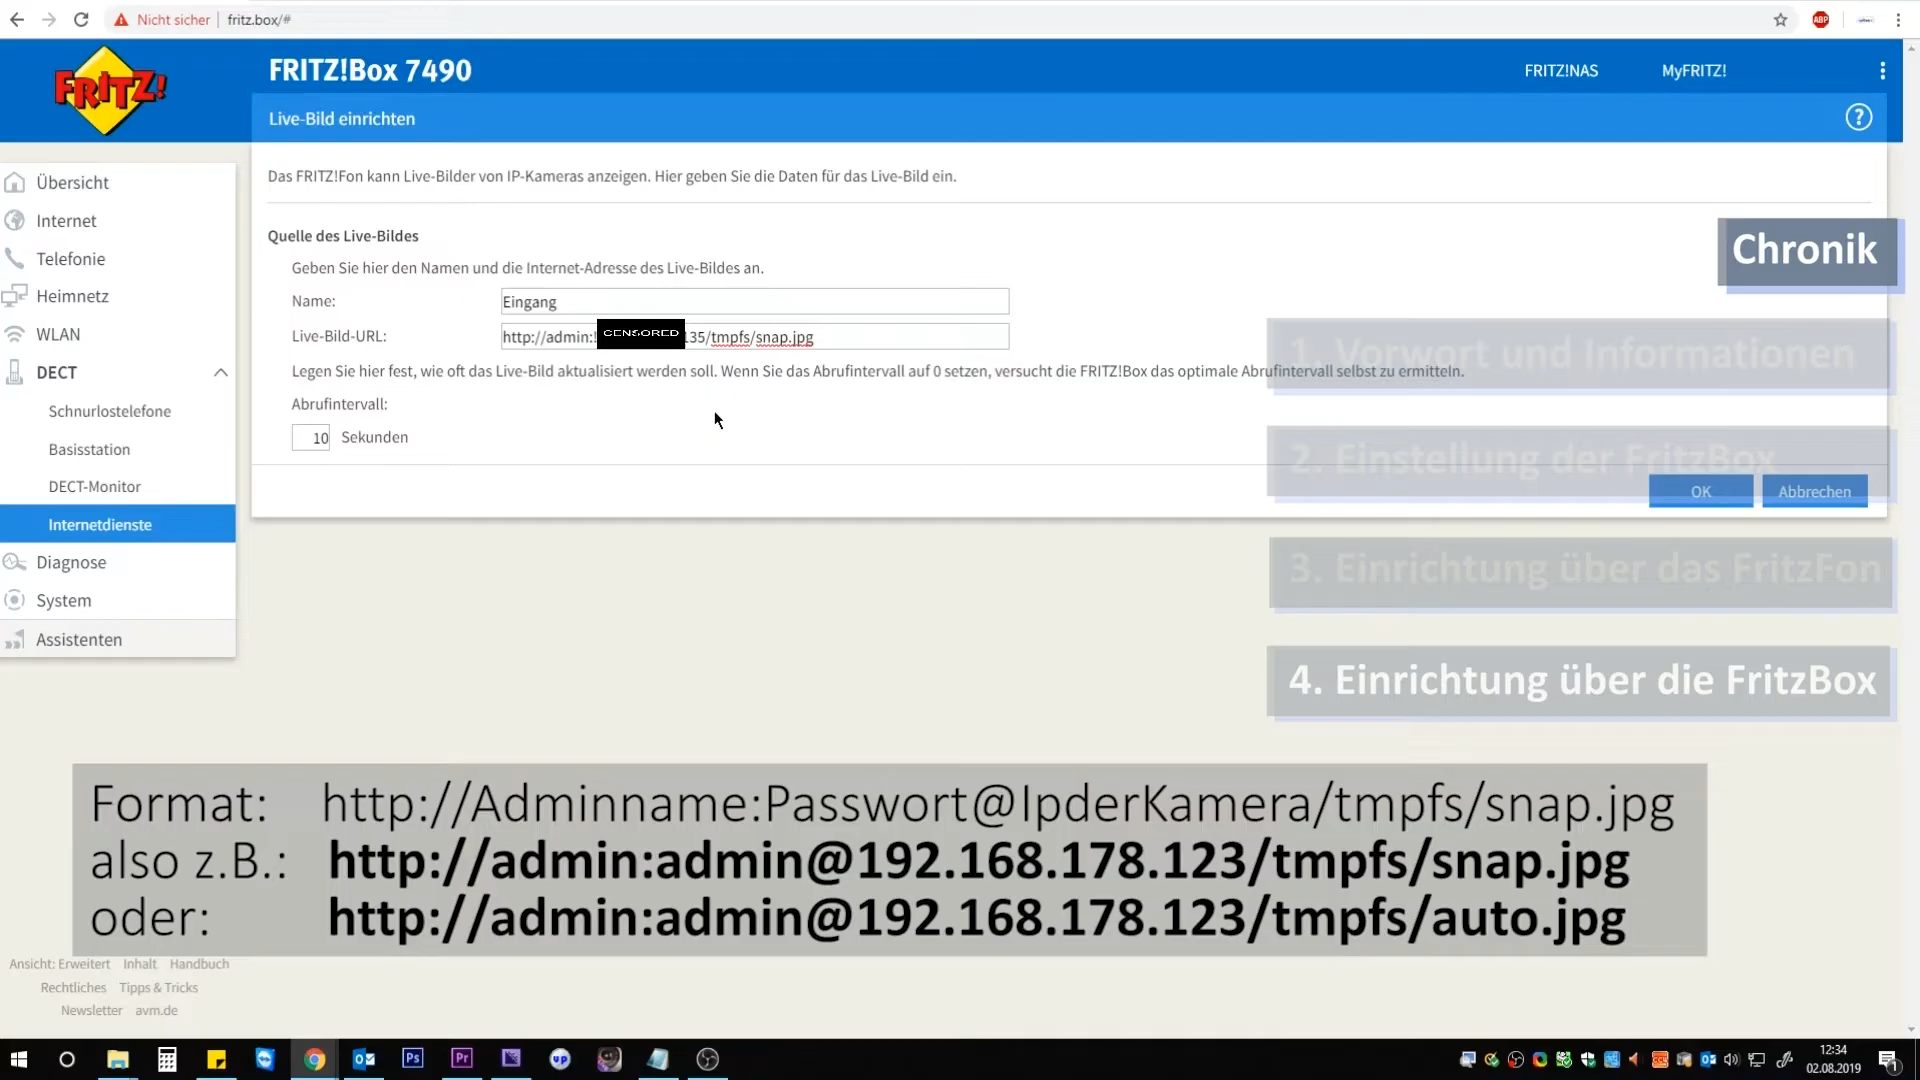 Nicht sicher
fritz.box/#
FRITZ!
FRITZ!Box 7490
FRITZ!NAS
MyFRITZ!
Live-Bild einrichten
?
Übersicht
Internet
Telefonie
Heimnetz
WLAN
DECT
Schnurlostelefone
Basisstation
DECT-Monitor
Internetdienste
Diagnose
System
Assistenten
Das FRITZ!Fon kann Live-Bilder von IP-Kameras anzeigen. Hier geben Sie die Daten für das Live-Bild ein.
Quelle des Live-Bildes
Geben Sie hier den Namen und die Internet-Adresse des Live-Bildes an.
Name: Eingang
Live-Bild-URL: http://admin:! CENSORED 135/tmpfs/snap.jpg
Legen Sie hier fest, wie oft das Live-Bild aktualisiert werden soll. Wenn Sie das Abrufintervall auf 0 setzen, versucht die FRITZ!Box das optimale Abrufintervall selbst zu ermitteln.
Abrufintervall:
10 Sekunden
OK
Abbrechen
Chronik
1. Vorwort und Informationen
2. Einstellung der FritzBox
3. Einrichtung über das FritzFon
4. Einrichtung über die FritzBox
Format: http://Adminname:Passwort@IpderKamera/tmpfs/snap.jpg
also z.B.: http://admin:admin@192.168.178.123/tmpfs/snap.jpg
oder: http://admin:admin@192.168.178.123/tmpfs/auto.jpg
Ansicht: Erweitert Inhalt Handbuch
Rechtliches Tipps & Tricks
Newsletter avm.de
ABP
Ps
Pr
up
12:34
02.08.2019
1